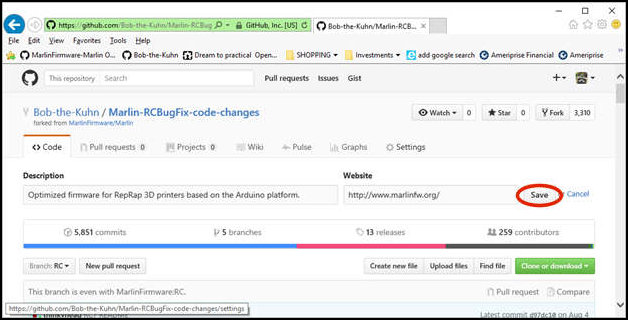 https://github.com/Bob-the-Kuhn/Marlin-RCBug
GitHub, Inc. [US]
Bob-the-Kuhn/Marlin-RCBugFi...
File Edit View Favorites Tools Help
MarlinFirmware-Marlin O... Bob-the-Kuhn Dream to practical Open... SHOPPING Investments add google search Ameriprise Financial Ameriprise
This repository Search Pull requests Issues Gist
Bob-the-Kuhn / Marlin-RCBugFix-code-changes
forked from MarlinFirmware/Marlin
Watch 0 Star 0 Fork 3,310
Code Pull requests 0 Projects 0 Wiki Pulse Graphs Settings
Description Website
Optimized firmware for RepRap 3D printers based on the Arduino platform. http://www.marlinfw.org/ Save Cancel
5,851 commits 5 branches 13 releases 259 contributors
Branch: RC New pull request Create new file Upload files Find file Clone or download
This branch is even with MarlinFirmware:RC. Pull request Compare
https://github.com/Bob-the-Kuhn/Marlin-RCBugFix-code-changes/settings
Latest commit d97dc10 on Aug 4